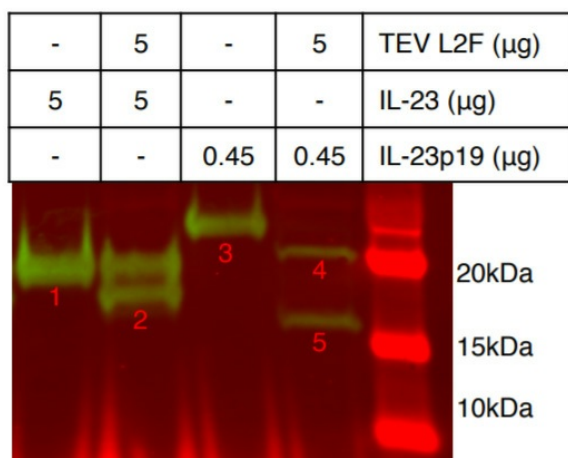 - 5 - 5 TEV L2F (µg)
5 5 - - IL-23 (µg)
- - 0.45 0.45 IL-23p19 (µg)
3
4
20kDa
1
2
5
15kDa
10kDa